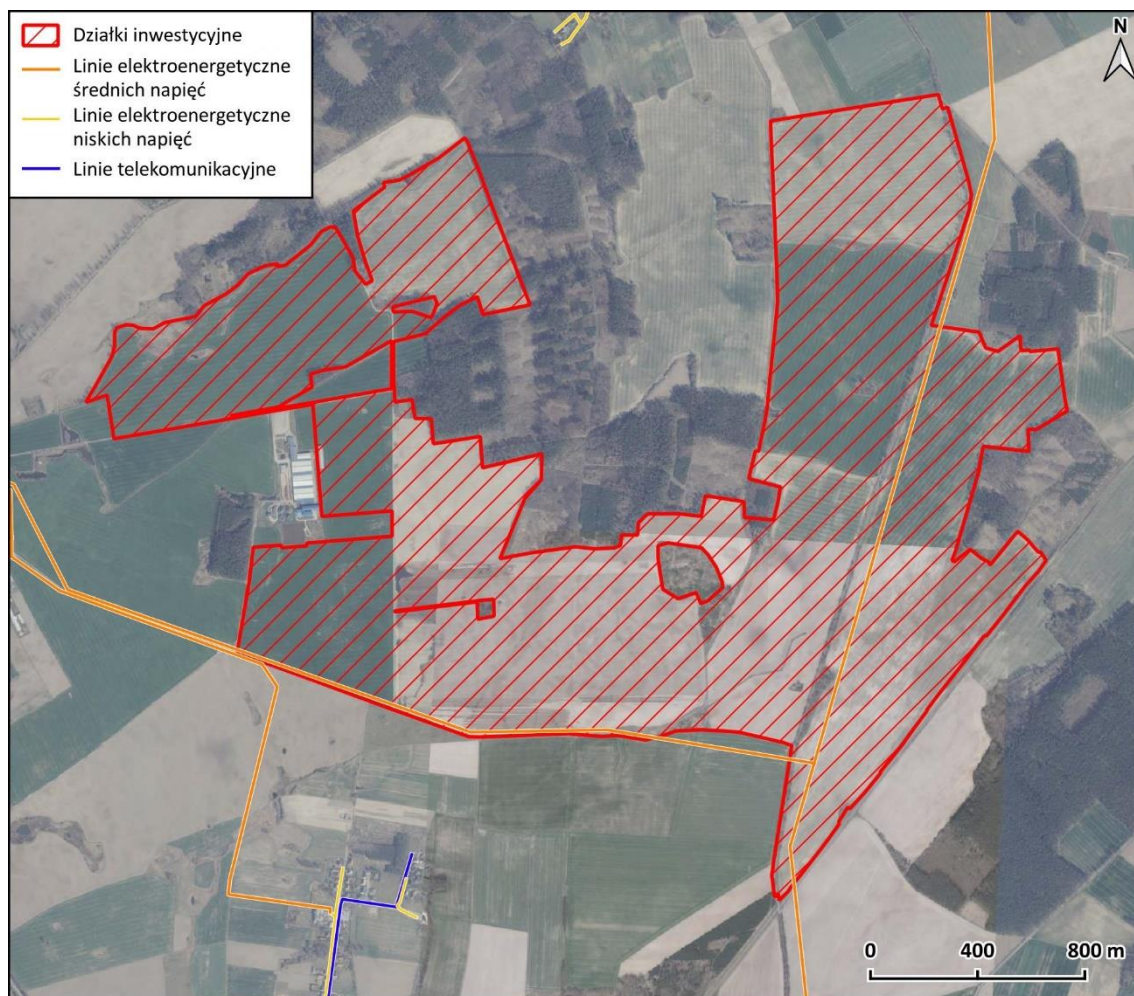 Działki inwestycyjne
Linie elektroenergetyczne
średnich napięć
Linie elektroenergetyczne
niskich napięć
Linie telekomunikacyjne
N
0 400 800 m